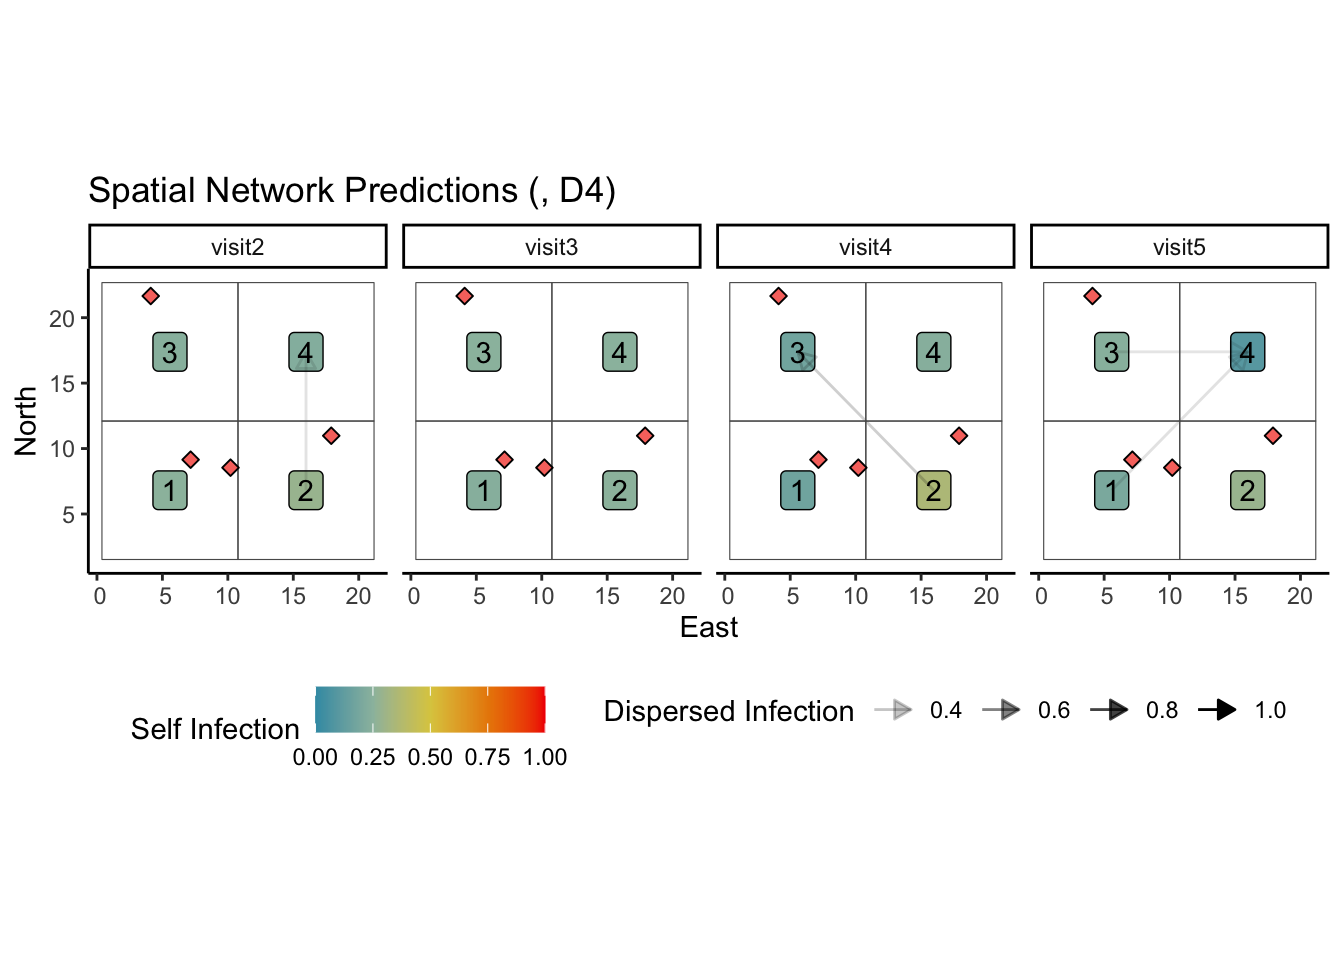 Spatial Network Predictions (, D4)
visit2 visit3 visit4 visit5
20
15
10
5
North
3 4 3 4 3 4 3 4
1 2 1 2 1 2 1 2
0 5 10 15 20 0 5 10 15 20 0 5 10 15 20 0 5 10 15 20
East
Self Infection
0.00 0.25 0.50 0.75 1.00
Dispersed Infection 0.4 0.6 0.8 1.0